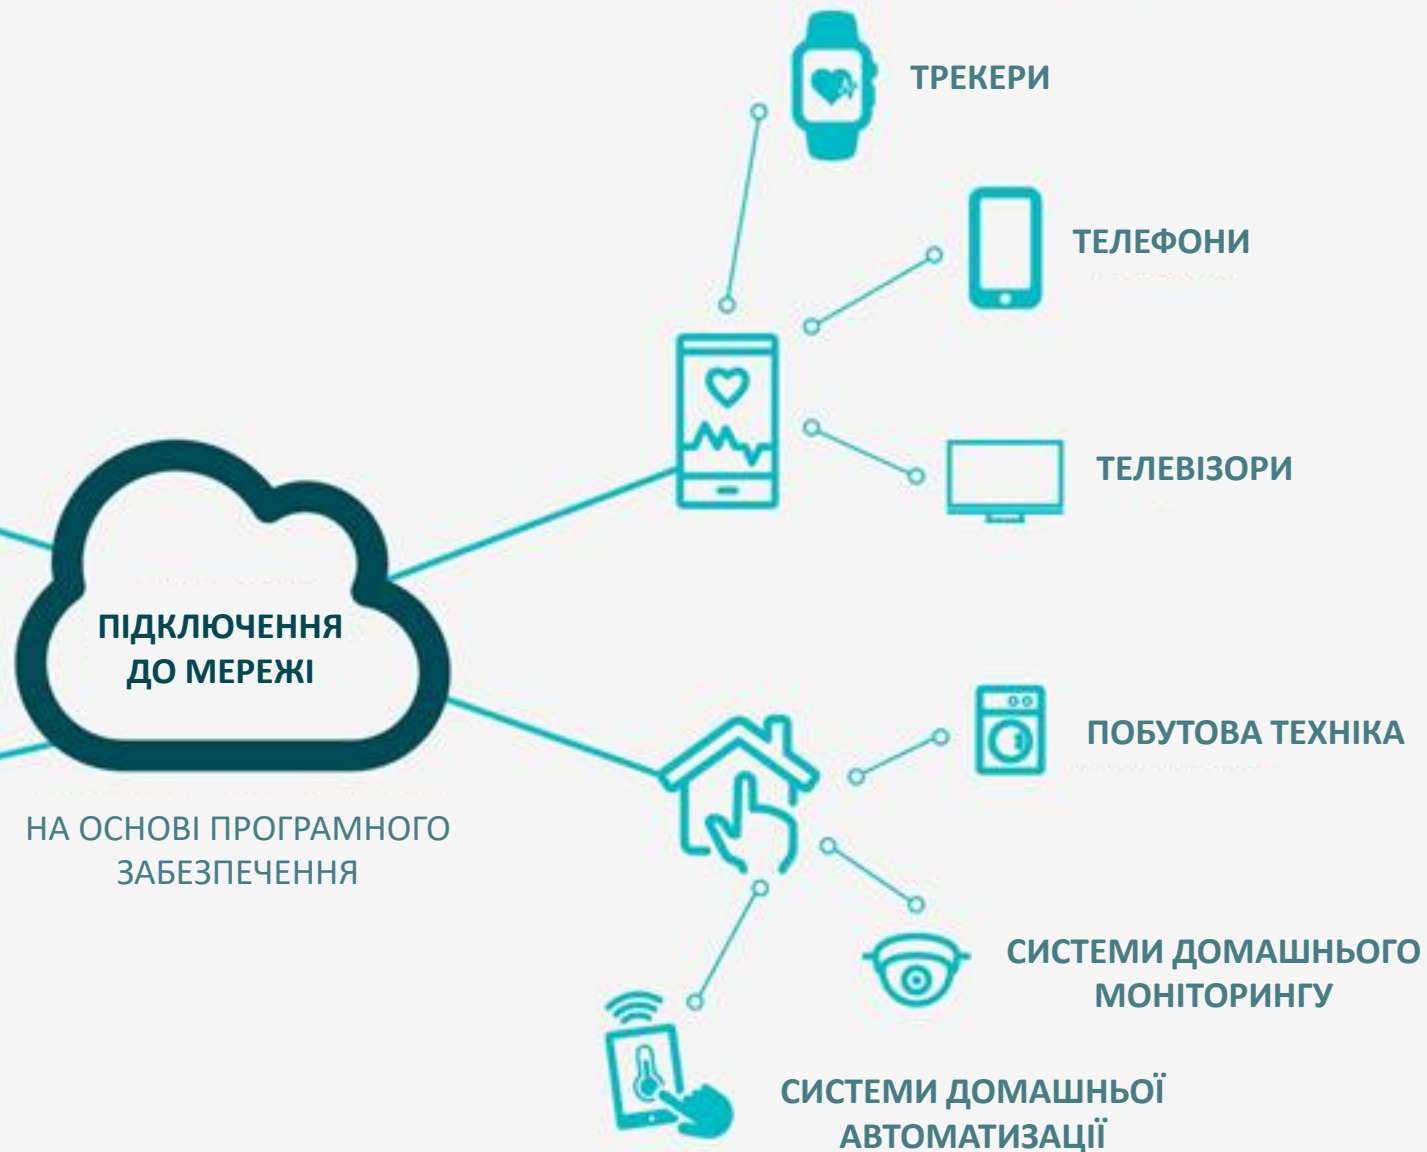 ТРЕКЕРИ
ТЕЛЕФОНИ
ТЕЛЕВІЗОРИ
ПІДКЛЮЧЕННЯ
ДО МЕРЕЖІ
НА ОСНОВІ ПРОГРАМНОГО
ЗАБЕЗПЕЧЕННЯ
ПОБУТОВА ТЕХНІКА
СИСТЕМИ ДОМАШНЬОГО
МОНІТОРИНГУ
СИСТЕМИ ДОМАШНЬОЇ
АВТОМАТИЗАЦІЇ